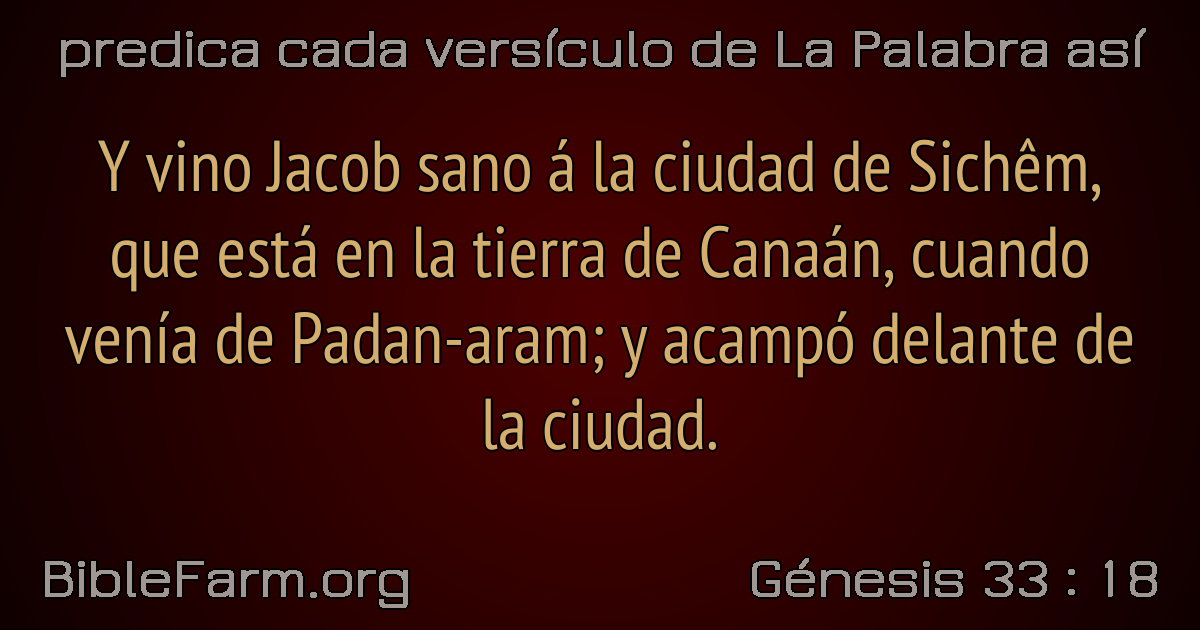 predica cada versículo de La Palabra así
Y vino Jacob sano á la ciudad de Sichêm,
que está en la tierra de Canaán, cuando
venía de Padan-aram; y acampó delante de
la ciudad.
BibleFarm.org
Génesis 33 : 18